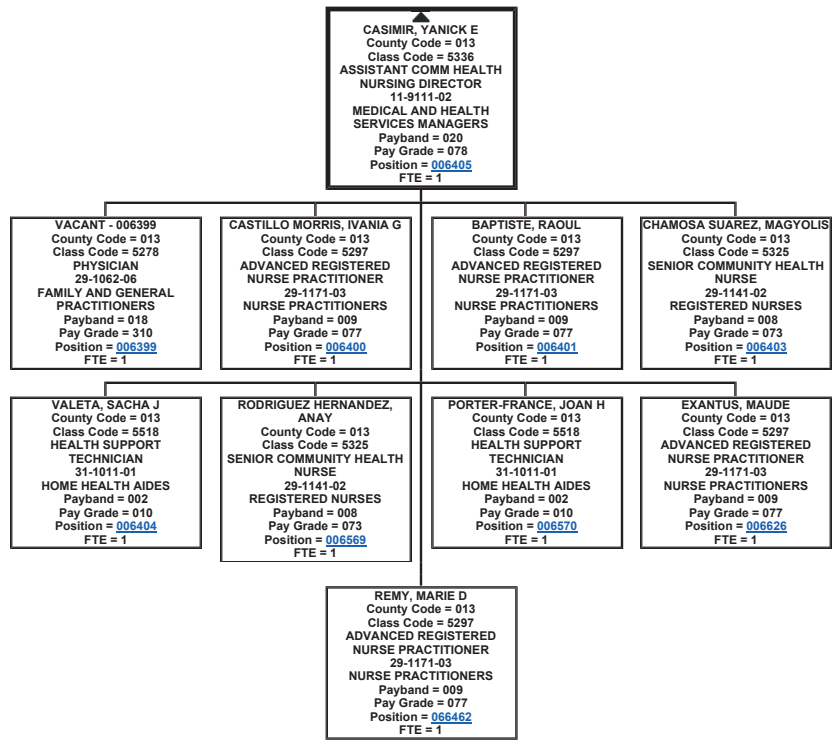 CASIMIR, YANICK E
County Code = 013
Class Code = 5336
ASSISTANT COMM HEALTH
NURSING DIRECTOR
11-9111-02
MEDICAL AND HEALTH
SERVICES MANAGERS
Payband = 020
Pay Grade = 078
Position = 006405
FTE = 1
VACANT - 006399
County Code = 013
Class Code = 5278
PHYSICIAN
29-1062-06
FAMILY AND GENERAL
PRACTITIONERS
Payband = 018
Pay Grade = 310
Position = 006399
FTE = 1
CASTILLO MORRIS, IVANIA G
County Code = 013
Class Code = 5297
ADVANCED REGISTERED
NURSE PRACTITIONER
29-1171-03
NURSE PRACTITIONERS
Payband = 009
Pay Grade = 077
Position = 006400
FTE = 1
BAPTISTE, RAOUL
County Code = 013
Class Code = 5297
ADVANCED REGISTERED
NURSE PRACTITIONER
29-1171-03
NURSE PRACTITIONERS
Payband = 009
Pay Grade = 077
Position = 006401
FTE = 1
CHAMOSA SUAREZ, MAGYOLIS
County Code = 013
Class Code = 5325
SENIOR COMMUNITY HEALTH
NURSE
29-1141-02
REGISTERED NURSES
Payband = 008
Pay Grade = 073
Position = 006403
FTE = 1
VALETA, SACHA J
County Code = 013
Class Code = 5518
HEALTH SUPPORT
TECHNICIAN
31-1011-01
HOME HEALTH AIDES
Payband = 002
Pay Grade = 010
Position = 006404
FTE = 1
RODRIGUEZ HERNANDEZ,
ANAY
County Code = 013
Class Code = 5325
SENIOR COMMUNITY HEALTH
NURSE
29-1141-02
REGISTERED NURSES
Payband = 008
Pay Grade = 073
Position = 006569
FTE = 1
PORTER-FRANCE, JOAN H
County Code = 013
Class Code = 5518
HEALTH SUPPORT
TECHNICIAN
31-1011-01
HOME HEALTH AIDES
Payband = 002
Pay Grade = 010
Position = 006570
FTE = 1
EXANTUS, MAUDE
County Code = 013
Class Code = 5297
ADVANCED REGISTERED
NURSE PRACTITIONER
29-1171-03
NURSE PRACTITIONERS
Payband = 009
Pay Grade = 077
Position = 006626
FTE = 1
REMY, MARIE D
County Code = 013
Class Code = 5297
ADVANCED REGISTERED
NURSE PRACTITIONER
29-1171-03
NURSE PRACTITIONERS
Payband = 009
Pay Grade = 077
Position = 066462
FTE = 1